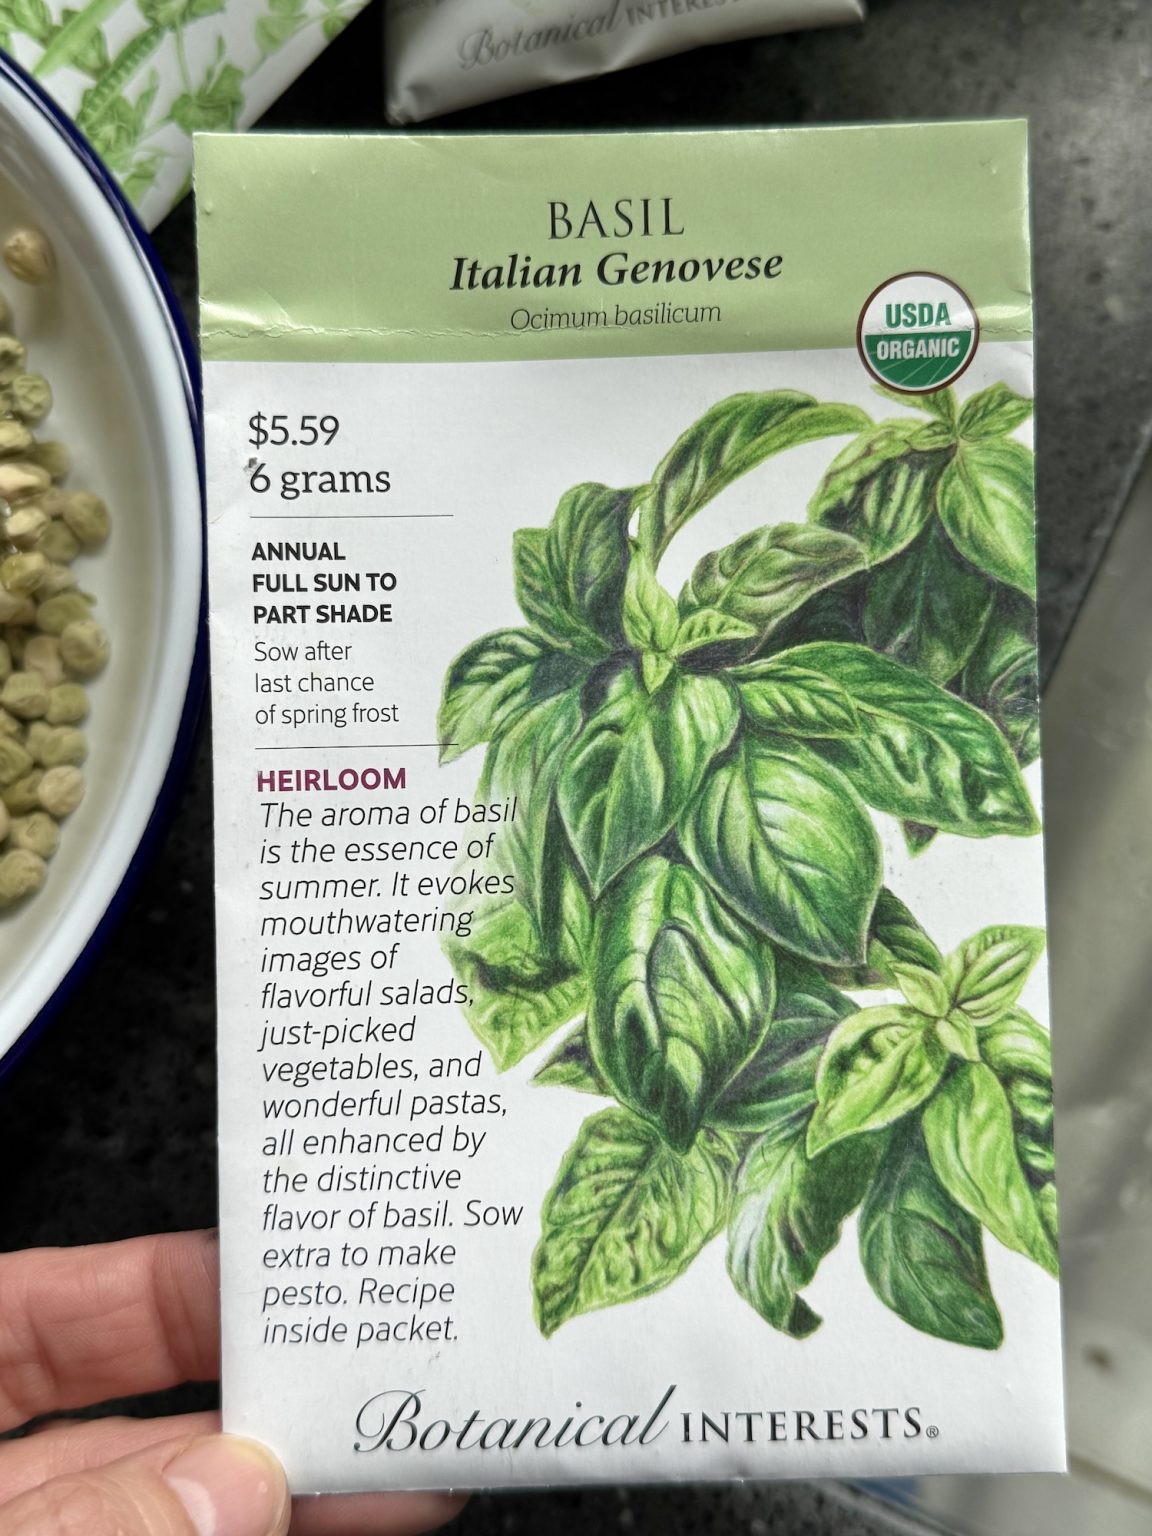 Botanical INTERESTS
BASIL
Italian Genovese
Ocimum basilicum
USDA
ORGANIC
$5.59
6 grams
ANNUAL
FULL SUN TO
PART SHADE
Sow after
last chance
of spring frost
HEIRLOOM
The aroma of basil
is the essence of
summer. It evokes
mouthwatering
images of
flavorful salads,
just-picked
vegetables, and
wonderful pastas,
all enhanced by
the distinctive
flavor of basil. Sow
extra to make
pesto. Recipe
inside packet.
Botanical INTERESTS®